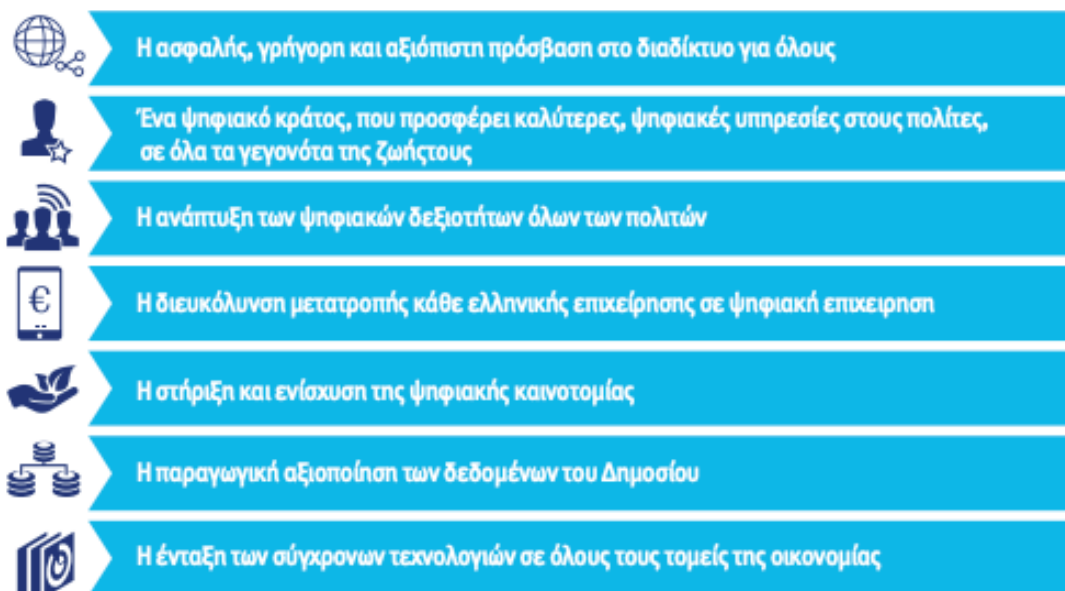 Η ασφαλής, γρήγορη και αξιόπιστη πρόσβαση στο διαδίκτυο για όλους
Ένα ψηφιακό κράτος, που προσφέρει καλύτερες, ψηφιακές υπηρεσίες στους πολίτες,
σε όλα τα γεγονότα της ζωήςτους
Η ανάπτυξη των ψηφιακών δεξιοτήτων όλων των πολιτών
€
Η διευκόλυνση μετατροπής κάθε ελληνικής επιχείρησης σε ψηφιακή επιχειρηση
Η στήριξη και ενίσχυση της ψηφιακής καινοτομίας
Η παραγωγική αξιοποίηση των δεδομένων του Δημοσίου
Η ένταξη των σύγχρονων τεχνολογιών σε όλους τους τομείς της οικονομίας